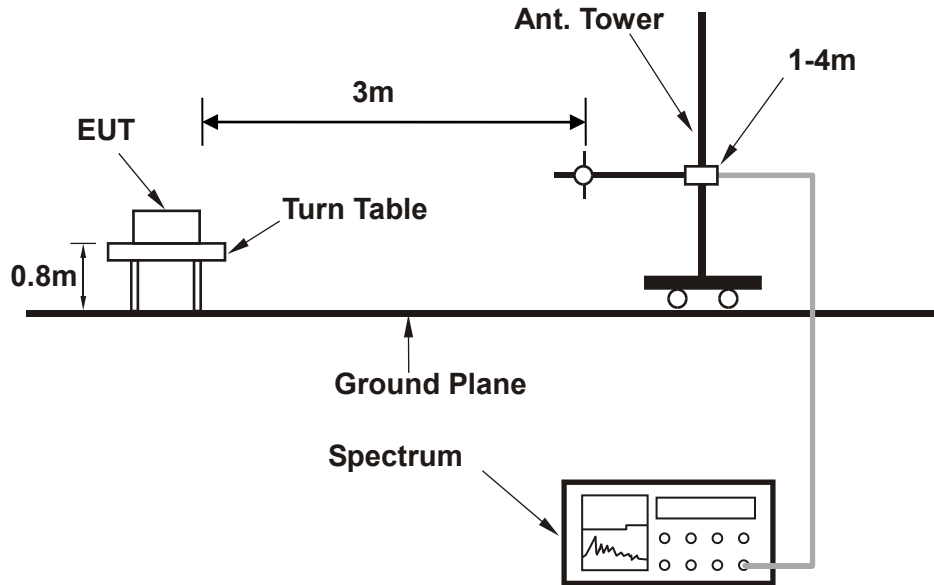 Ant. Tower
1-4m
3m
EUT
Turn Table
0.8m
Ground Plane
Spectrum